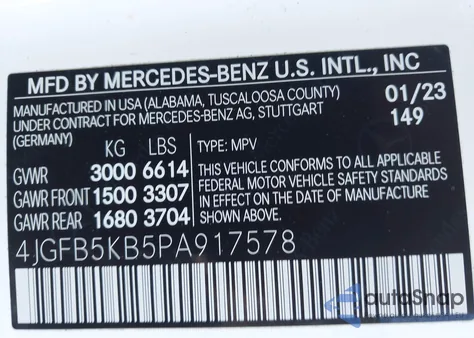 MFD BY MERCEDES-BENZ U.S. INTL., INC
MANUFACTURED IN USA (ALABAMA, TUSCALOOSA COUNTY) 01/23
UNDER CONTRACT FOR MERCEDES-BENZ AG, STUTTGART 149
(GERMANY) KG LBS TYPE: MPV
GVWR 3000 6614
GAWR FRONT 1500 3307
GAWR REAR 1680 3704
THIS VEHICLE CONFORMS TO ALL APPLICABLE
FEDERAL MOTOR VEHICLE SAFETY STANDARDS
IN EFFECT ON THE DATE OF MANUFACTURE
SHOWN ABOVE.
4JGFB5KB5PA917578
autoSnap